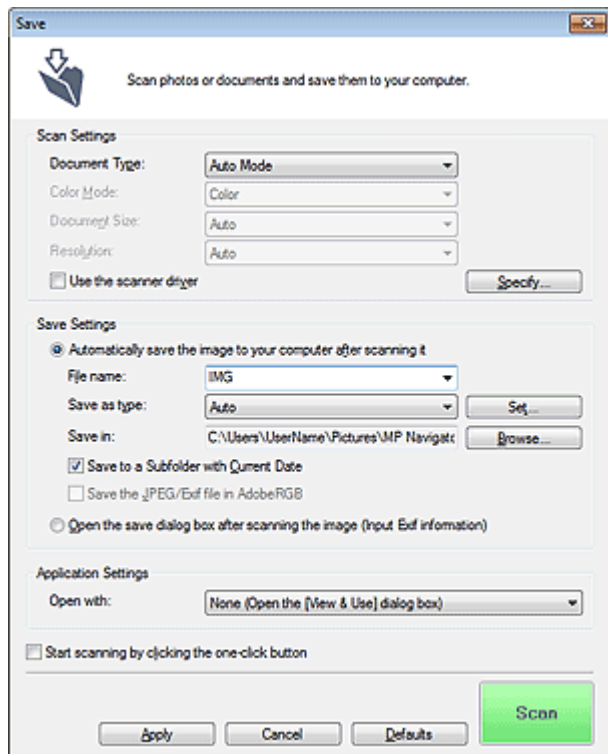 Save
Scan photos or documents and save them to your computer.
Scan Settings
Document Type: Auto Mode
Color Mode: Color
Document Size: Auto
Resolution: Auto
Use the scanner driver Specify...
Save Settings
Automatically save the image to your computer after scanning it
File name: IMG
Save as type: Auto Set...
Save in: C:\Users\UserName\Pictures\MP Navigato Browse...
Save to a Subfolder with Current Date
Save the JPEG/Exif file in AdobeRGB
Open the save dialog box after scanning the image (Input Exif information)
Application Settings
Open with: None (Open the [View & Use] dialog box)
Start scanning by clicking the one-click button
Scan
Apply Cancel Defaults